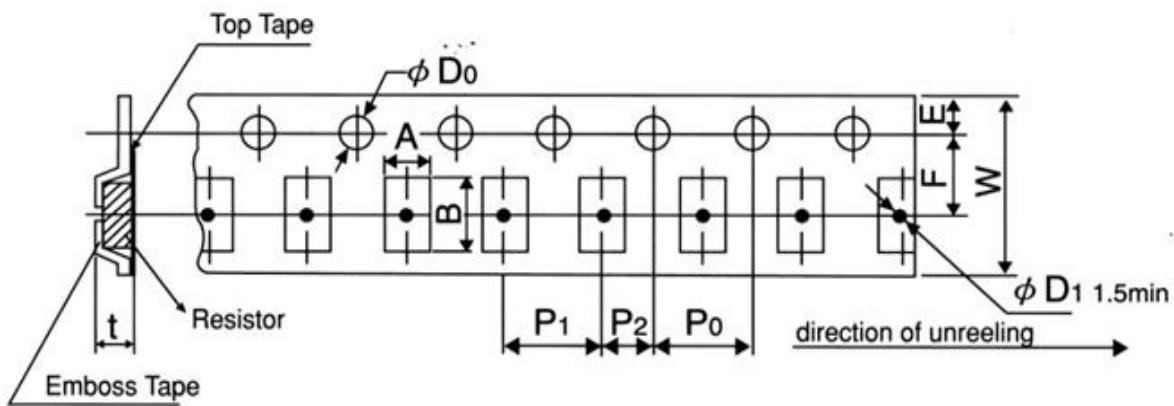 Top Tape
ϕ D0
A
B
E
F
W
P1
P2
P0
ϕ D1 1.5min
direction of unreeling
t
Resistor
Emboss Tape